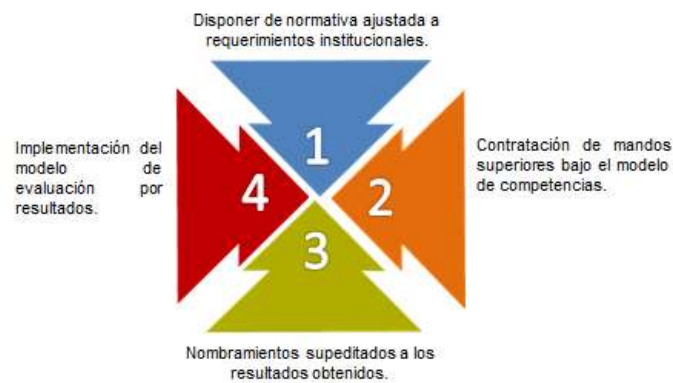 Disponer de normativa ajustada a
requerimientos institucionales.
1
Contratación de mandos
superiores bajo el modelo
de competencias.
2
3
Nombramientos supeditados a los
resultados obtenidos.
Implementación del
modelo de
evaluación por
resultados.
4